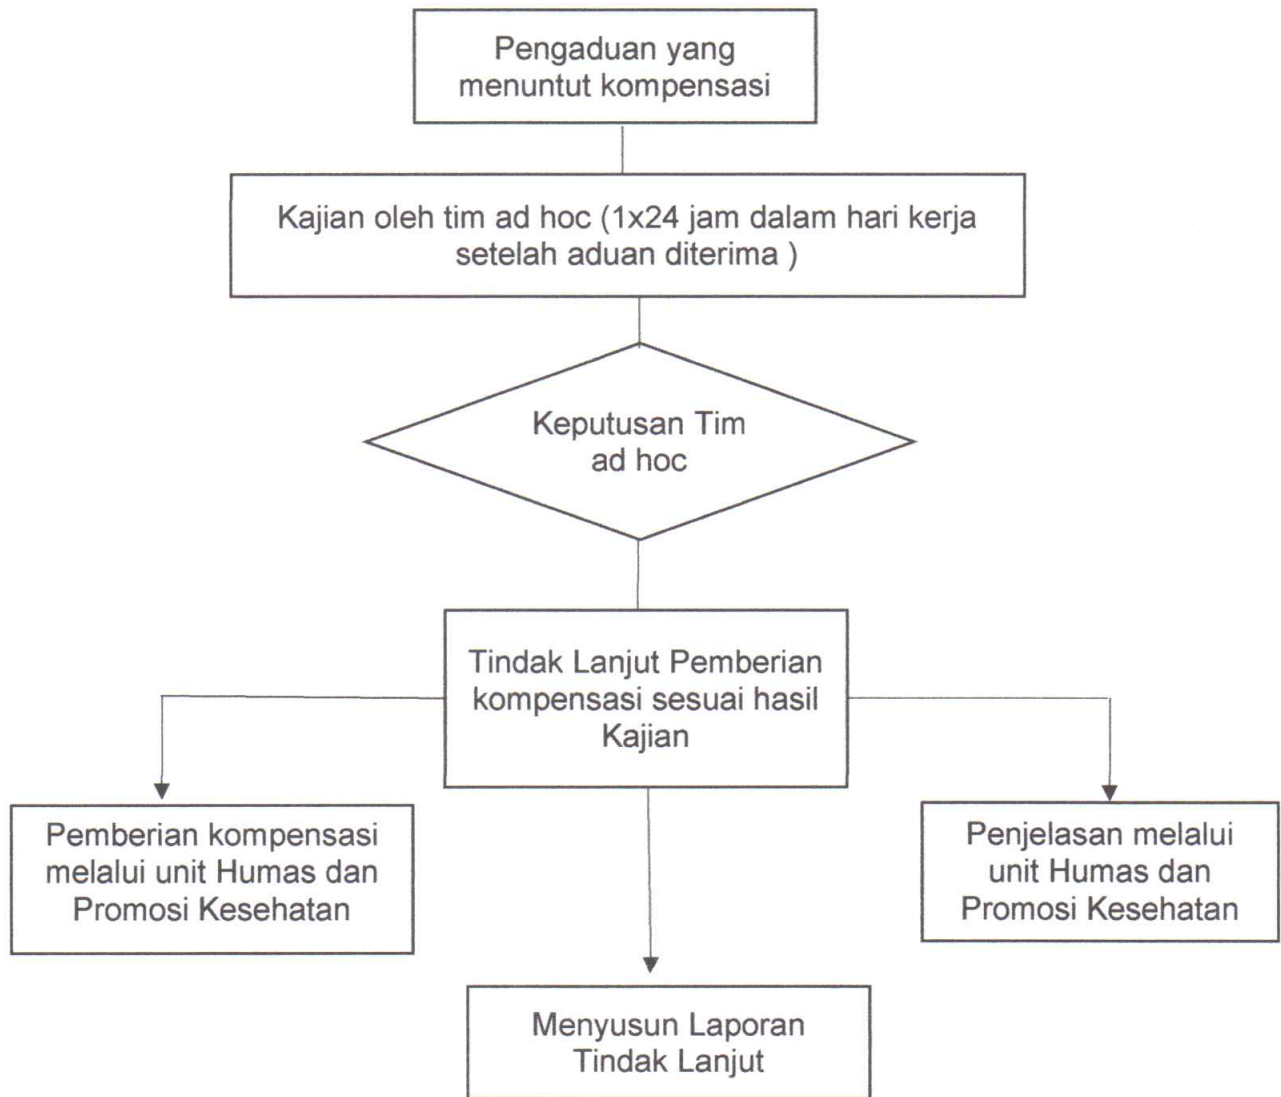 Pengaduan yang
menuntut kompensasi
Kajian oleh tim ad hoc (1x24 jam dalam hari kerja
setelah aduan diterima )
Keputusan Tim
ad hoc
Tindak Lanjut Pemberian
kompensasi sesuai hasil
Kajian
Pemberian kompensasi
melalui unit Humas dan
Promosi Kesehatan
Penjelasan melalui
unit Humas dan
Promosi Kesehatan
Menyusun Laporan
Tindak Lanjut